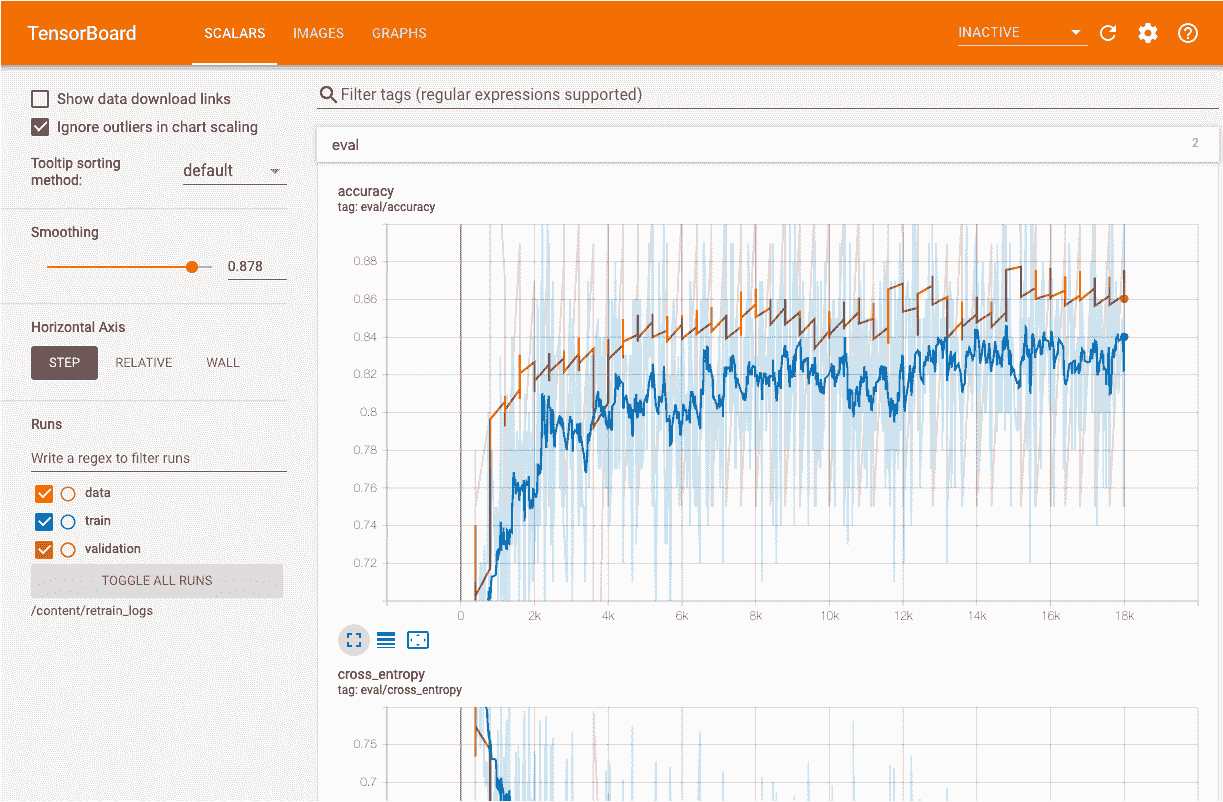 TensorBoard SCALARS IMAGES GRAPHS INACTIVE
Show data download links
Ignore outliers in chart scaling
Tooltip sorting
method: default
Smoothing
0.878
Horizontal Axis
STEP RELATIVE WALL
Runs
Write a regex to filter runs
data
train
validation
TOGGLE ALL RUNS
/content/retrain_logs
Filter tags (regular expressions supported)
eval 2
accuracy
tag: eval/accuracy
0.88
0.86
0.84
0.82
0.8
0.78
0.76
0.74
0.72
0 2k 4k 6k 8k 10k 12k 14k 16k 18k
cross_entropy
tag: eval/cross_entropy
0.75
0.7